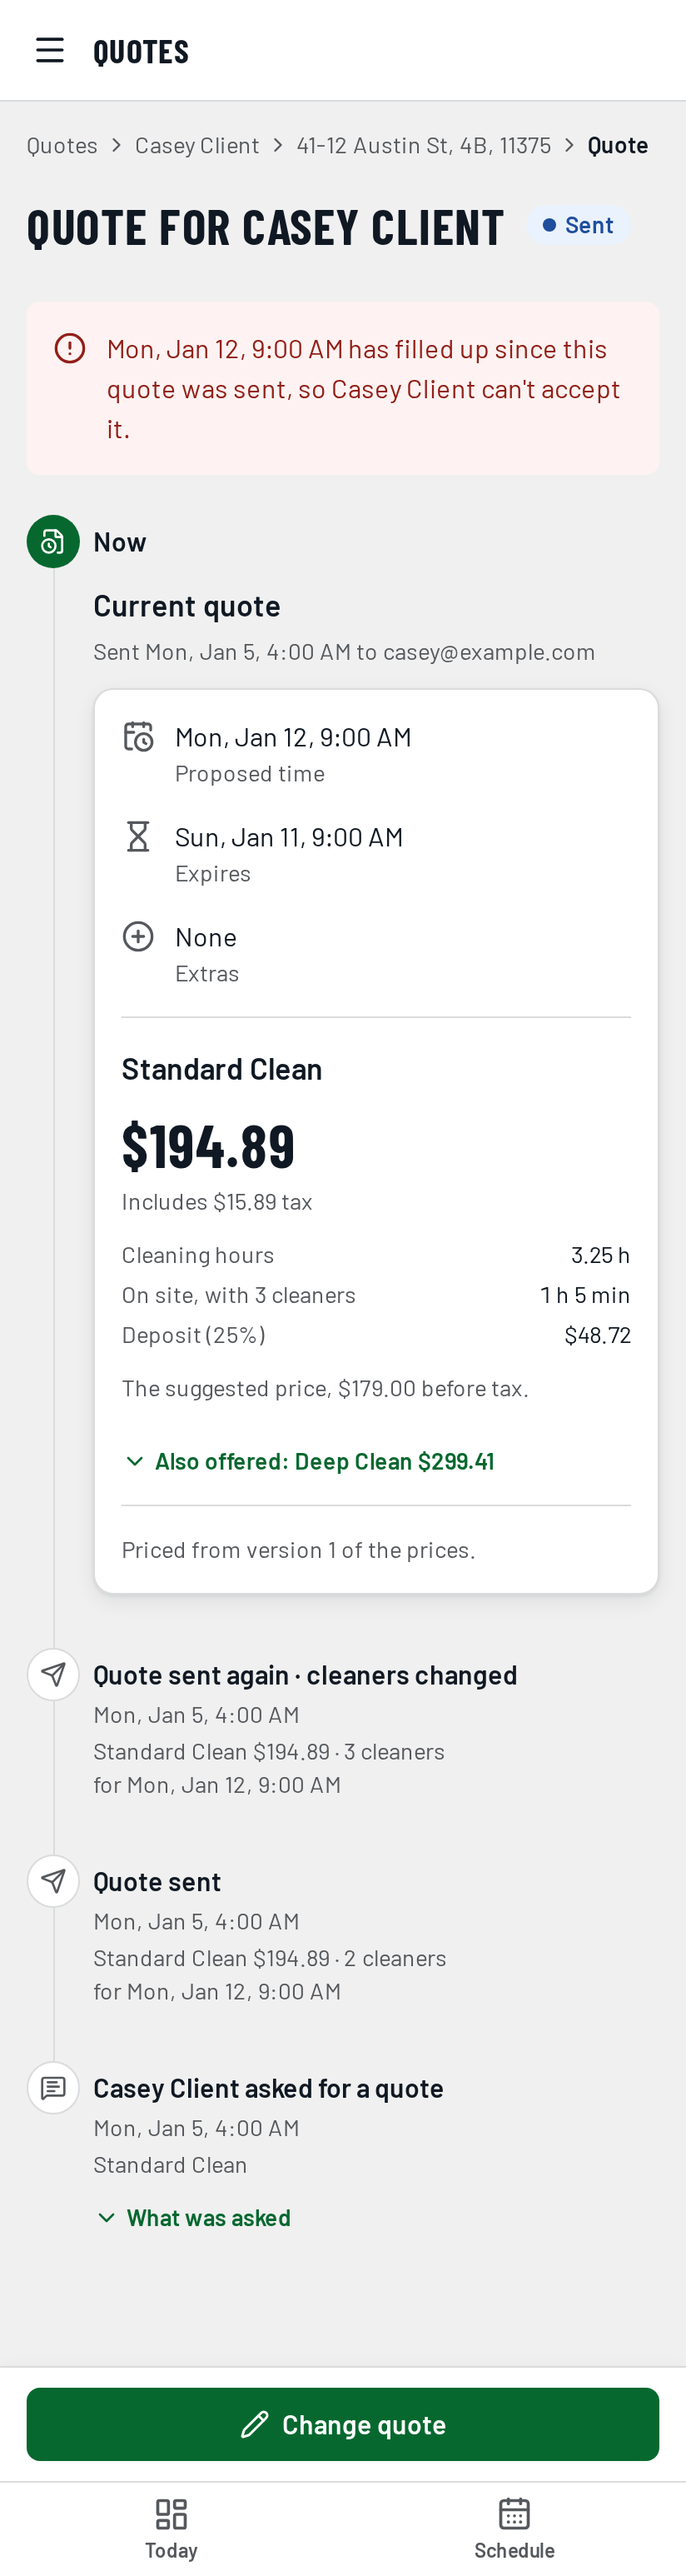 QUOTES
Quotes > Casey Client > 41-12 Austin St, 4B, 11375 > Quote
QUOTE FOR CASEY CLIENT
Sent
Mon, Jan 12, 9:00 AM has filled up since this
quote was sent, so Casey Client can't accept
it.
Now
Current quote
Sent Mon, Jan 5, 4:00 AM to casey@example.com
Mon, Jan 12, 9:00 AM
Proposed time
Sun, Jan 11, 9:00 AM
Expires
None
Extras
Standard Clean
$194.89
Includes $15.89 tax
Cleaning hours 3.25 h
On site, with 3 cleaners 1 h 5 min
Deposit (25%) $48.72
The suggested price, $179.00 before tax.
Also offered: Deep Clean $299.41
Priced from version 1 of the prices.
Quote sent again · cleaners changed
Mon, Jan 5, 4:00 AM
Standard Clean $194.89 · 3 cleaners
for Mon, Jan 12, 9:00 AM
Quote sent
Mon, Jan 5, 4:00 AM
Standard Clean $194.89 · 2 cleaners
for Mon, Jan 12, 9:00 AM
Casey Client asked for a quote
Mon, Jan 5, 4:00 AM
Standard Clean
What was asked
Change quote
Today
Schedule